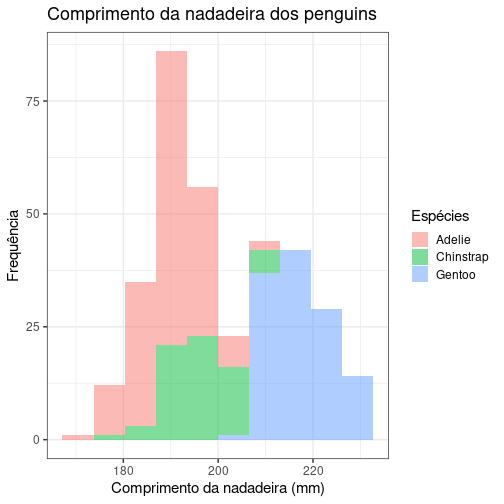 Comprimento da nadadeira dos penguins
Frequência
75
50
25
0
180
200
220
Comprimento da nadadeira (mm)
Espécies
Adelie
Chinstrap
Gentoo